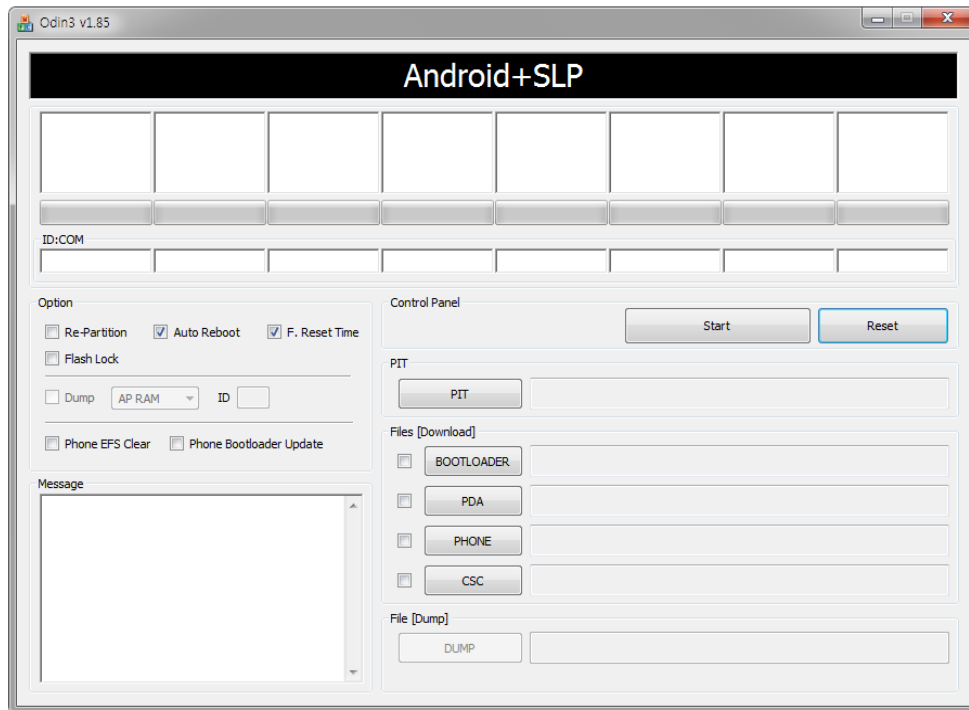 Odin3 v1.85
Android+SLP
ID:COM
Option
Re-Partition Auto Reboot F. Reset Time
Flash Lock
Dump AP RAM ID
Phone EFS Clear Phone Bootloader Update
Message
Control Panel
Start Reset
PIT
PIT
Files [Download]
BOOTLOADER
PDA
PHONE
CSC
File [Dump]
DUMP